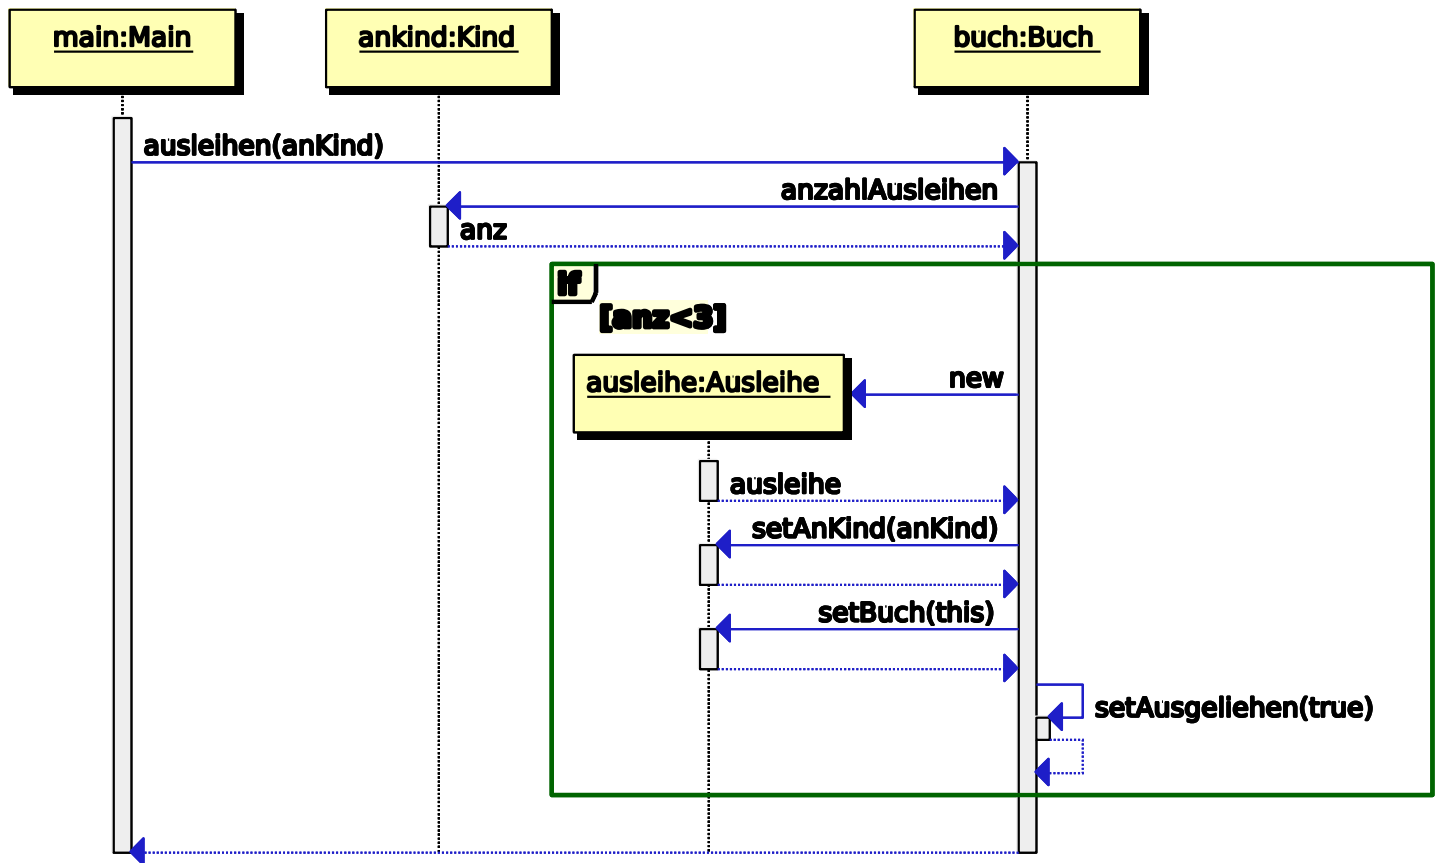 main:Main
ankind:Kind
buch:Buch
ausleihen(anKind)
anzahlAusleihen
anz
if
[anz<3]
ausleihe:Ausleihe
new
ausleihe
setAnKind(anKind)
setBuch(this)
setAusgeliehen(true)